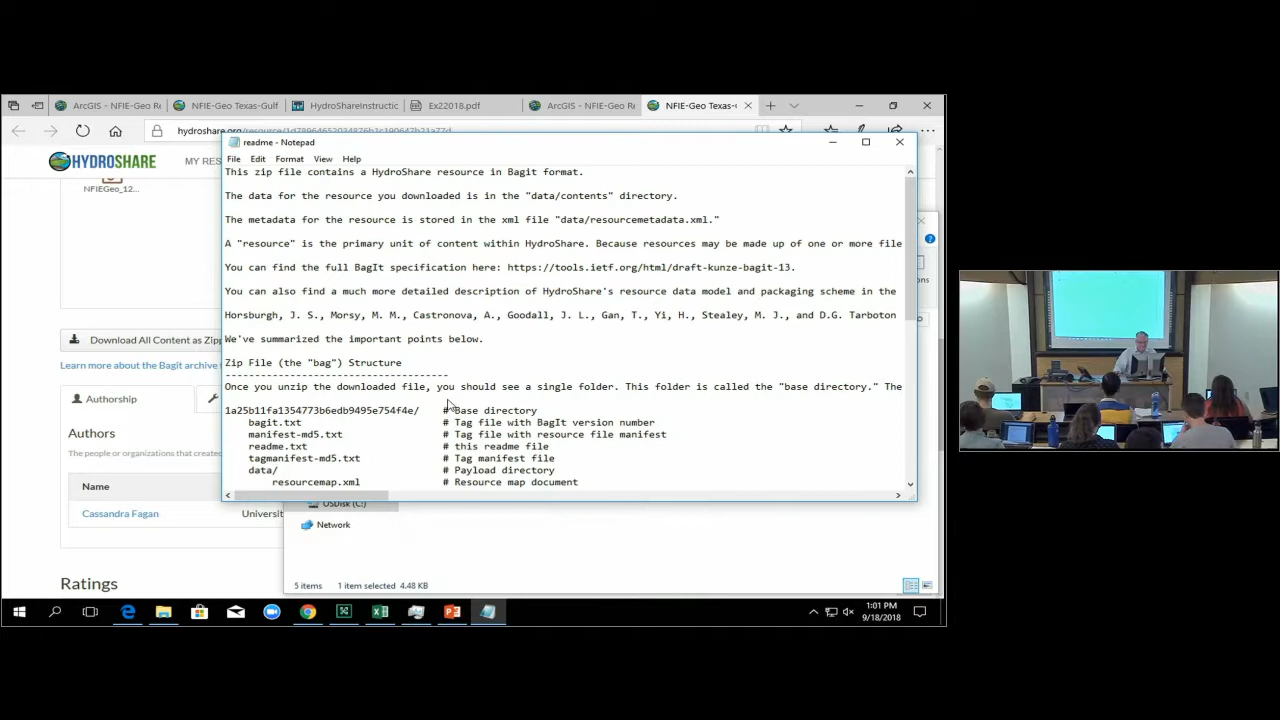 ArcGIS - NFIE-Geo Re
NFIE-Geo Texas-Gulf
HydroShareInstructic
Ex22018.pdf
ArcGIS - NFIE-Geo Re
NFIE-Geo Texas-
readme - Notepad
File Edit Format View Help
HYDROSHARE
MY RES
NFIEGeo_12...
This zip file contains a HydroShare resource in Bagit format.
The data for the resource you downloaded is in the "data/contents" directory.
The metadata for the resource is stored in the xml file "data/resourcemetadata.xml."
A "resource" is the primary unit of content within HydroShare. Because resources may be made up of one or more file
You can find the full BagIt specification here: https://tools.ietf.org/html/draft-kunze-bagit-13.
You can also find a much more detailed description of HydroShare's resource data model and packaging scheme in the
Horsburgh, J. S., Morsy, M. M., Castronova, A., Goodall, J. L., Gan, T., Yi, H., Stealey, M. J., and D.G. Tarboton
We've summarized the important points below.
Zip File (the "bag") Structure
--------------------------------------
Once you unzip the downloaded file, you should see a single folder. This folder is called the "base directory." The
1a25b11fa1354773b6edb9495e754f4e/ # Base directory
bagit.txt # Tag file with BagIt version number
manifest-md5.txt # Tag file with resource file manifest
readme.txt # this readme file
tagmanifest-md5.txt # Tag manifest file
data/ # Payload directory
resourcemap.xml # Resource map document
Download All Content as Zipp
Learn more about the Bagit archive
Authorship
Authors
The people or organizations that created
Name
Cassandra Fagan Universi
Ratings
OSDisk (C:)
Network
5 items 1 item selected 4.48 KB
1:01 PM
9/18/2018